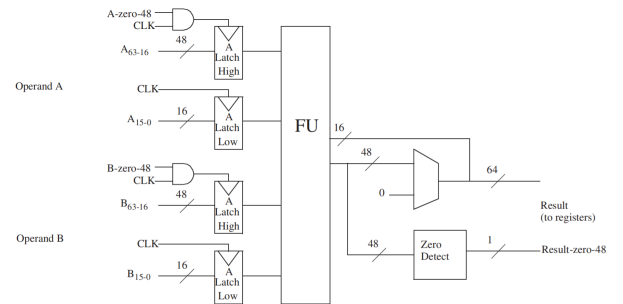 A-zero-48
CLK
48
A63-16
A
Latch
High
Operand A
CLK
16
A15-0
A
Latch
Low
FU
16
48
0
64
Result
(to registers)
B-zero-48
CLK
48
B63-16
A
Latch
High
Operand B
CLK
16
B15-0
A
Latch
Low
48
Zero
Detect
1
Result-zero-48